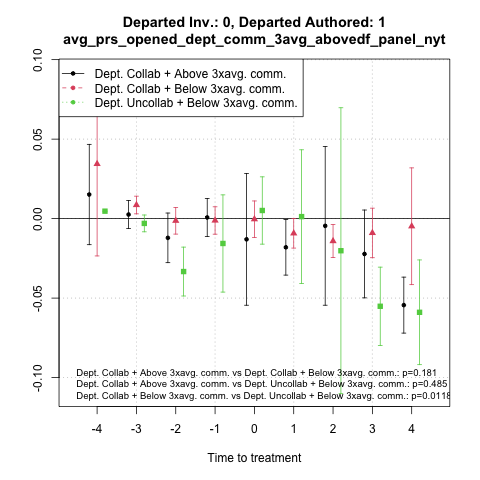 Departed Inv.: 0, Departed Authored: 1
avg_prs_opened_dept_comm_3avg_abovedf_panel_nyt
Dept. Collab + Above 3xavg. comm.
Dept. Collab + Below 3xavg. comm.
Dept. Uncollab + Below 3xavg. comm.
0.10
0.05
0.00
-0.05
-0.10
Dept. Collab + Above 3xavg. comm. vs Dept. Collab + Below 3xavg. comm.: p=0.181
Dept. Collab + Above 3xavg. comm. vs Dept. Uncollab + Below 3xavg. comm.: p=0.485
Dept. Collab + Below 3xavg. comm. vs Dept. Uncollab + Below 3xavg. comm.: p=0.0118
-4 -3 -2 -1 0 1 2 3 4
Time to treatment